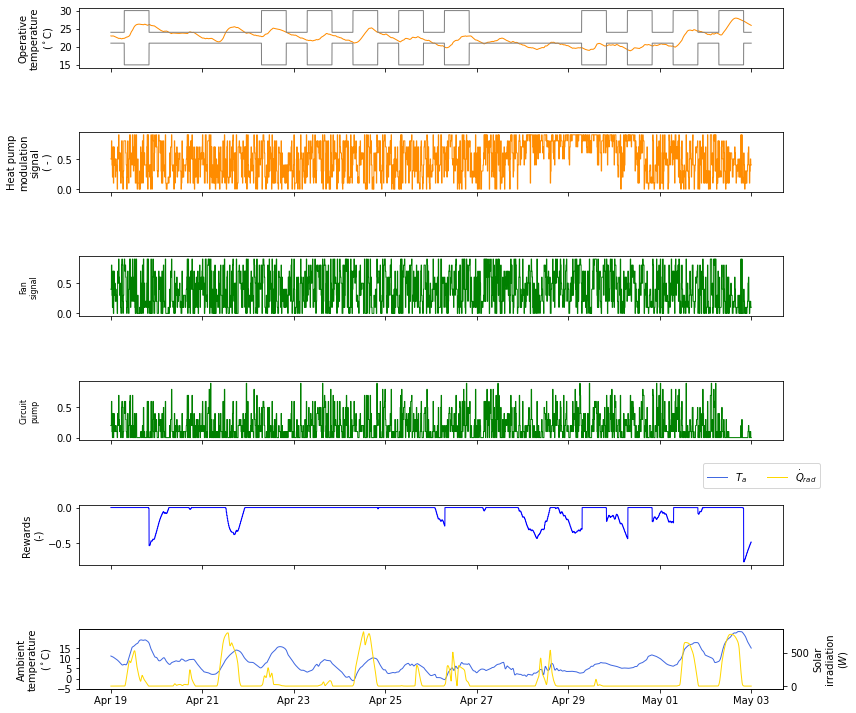 Operative
temperature
(°C)
30
25
20
15
Heat pump
modulation
signal
( - )
0.5
0.0
Fan
signal
0.5
0.0
Circuit
pump
0.5
0.0
T_a
Q̇_rad
Rewards
(-)
0.0
−0.5
Ambient
temperature
(°C)
15
10
5
0
−5
500
0
Solar
irradiation
(W)
Apr 19 Apr 21 Apr 23 Apr 25 Apr 27 Apr 29 May 01 May 03